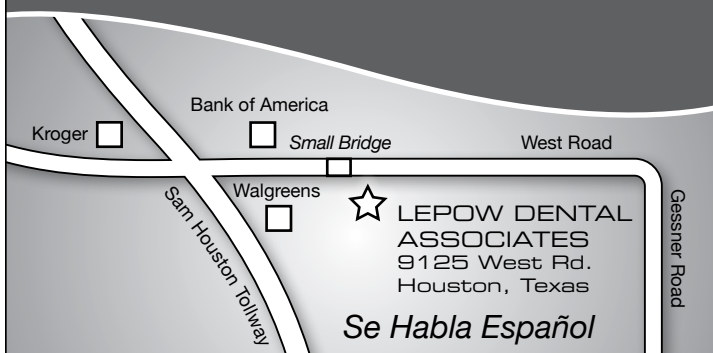 Bank of America
Kroger
Small Bridge
West Road
Walgreens
Sam Houston Tollway
Gessner Road
LEPOW DENTAL
ASSOCIATES
9125 West Rd.
Houston, Texas
Se Habla Español